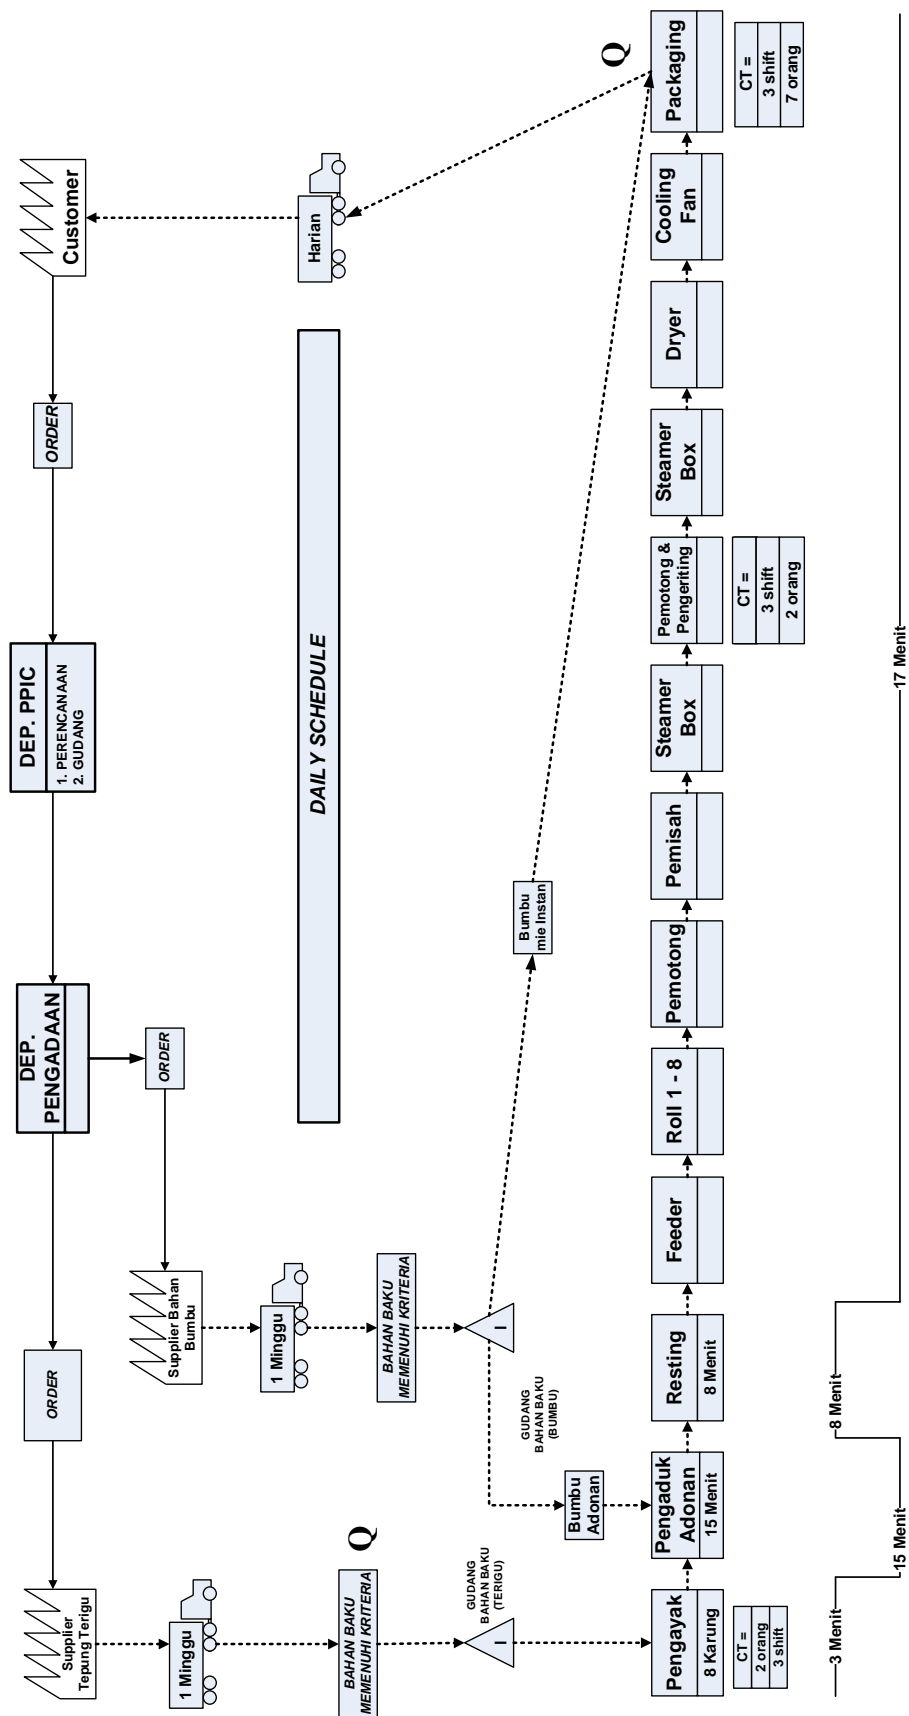 Supplier
Tepung Terigu
ORDER
DEP.
PENGADAAN
DEP. PPIC
1. PERENCANAAN
2. GUDANG
ORDER
Customer
Supplier Bahan
Bumbu
ORDER
1 Minggu
1 Minggu
DAILY SCHEDULE
Harian
BAHAN BAKU
MEMENUHI KRITERIA
Q
BAHAN BAKU
MEMENUHI KRITERIA
I
GUDANG
BAHAN BAKU
(TERIGU)
I
GUDANG
BAHAN BAKU
(BUMBU)
Bumbu
Adonan
Bumbu
mie Instan
Q
Pengayak
8 Karung
Pengaduk
Adonan
15 Menit
Resting
8 Menit
Feeder
Roll 1 - 8
Pemotong
Pemisah
Steamer
Box
Pemotong &
Pengeriting
Steamer
Box
Dryer
Cooling
Fan
Packaging
CT =
2 orang
3 shift
CT =
3 shift
2 orang
CT =
3 shift
7 orang
3 Menit
15 Menit
8 Menit
17 Menit